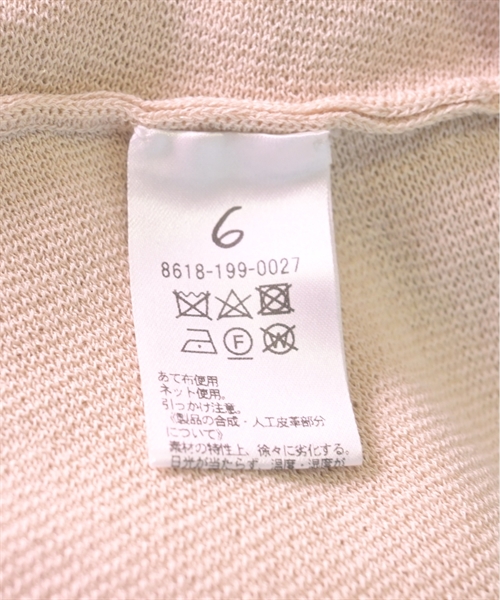 6
8618-199-0027
F
W
あて布使用
ネット使用。
引っかけ注意。
《製品の合成・人工皮革部分
について》
素材の特性上、徐々に劣化する。
日光が当たらず、温度・湿度が